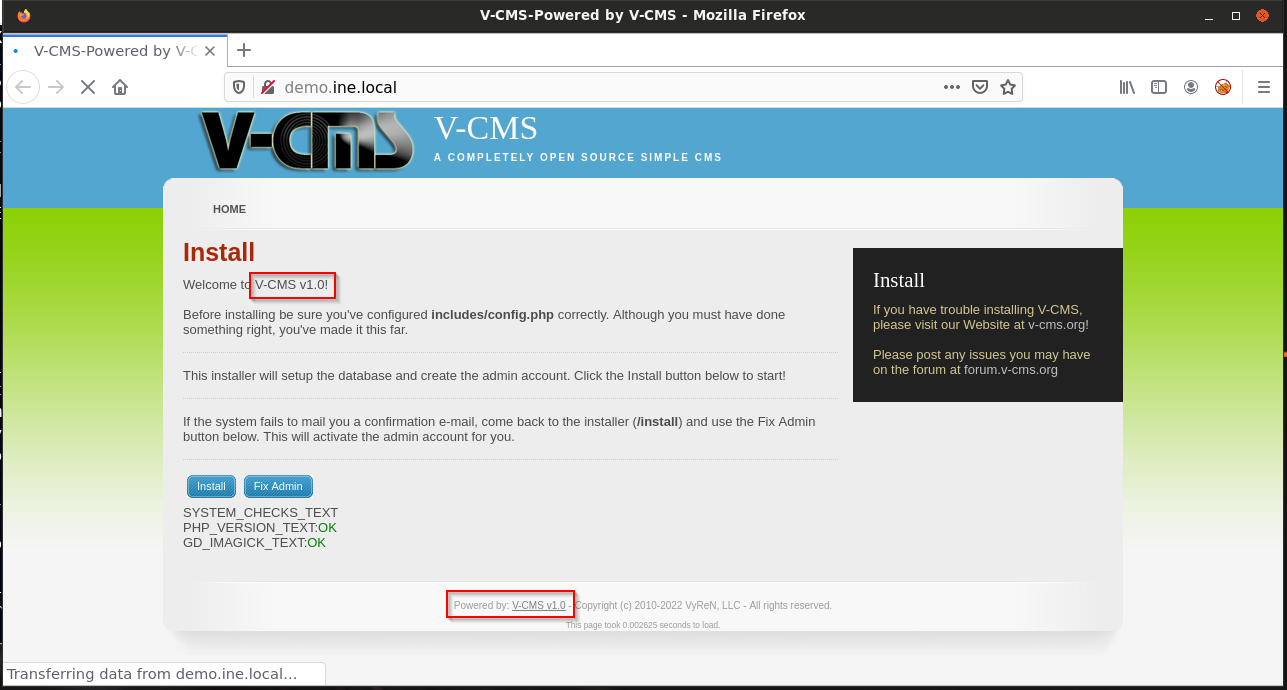 V-CMS-Powered by V-CMS - Mozilla Firefox
V-CMS-Powered by V-C
demo.ine.local
V-CMS
V-CMS
A COMPLETELY OPEN SOURCE SIMPLE CMS
HOME
Install
Welcome to V-CMS v1.0!
Before installing be sure you've configured includes/config.php correctly. Although you must have done
something right, you've made it this far.
This installer will setup the database and create the admin account. Click the Install button below to start!
If the system fails to mail you a confirmation e-mail, come back to the installer (/install) and use the Fix Admin
button below. This will activate the admin account for you.
Install Fix Admin
SYSTEM_CHECKS_TEXT
PHP_VERSION_TEXT:OK
GD_IMAGICK_TEXT:OK
Install
If you have trouble installing V-CMS,
please visit our Website at v-cms.org!
Please post any issues you may have
on the forum at forum.v-cms.org
Powered by: V-CMS v1.0 - Copyright (c) 2010-2022 VyReN, LLC - All rights reserved.
This page took 0.002625 seconds to load.
Transferring data from demo.ine.local...